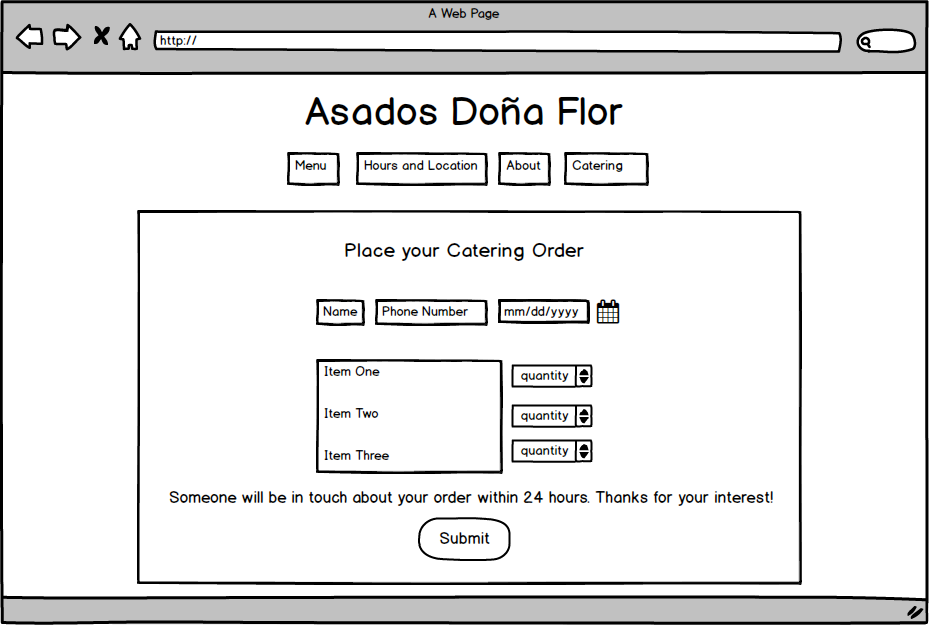 A Web Page
http://
Asados Doña Flor
Menu Hours and Location About Catering
Place your Catering Order
Name Phone Number mm/dd/yyyy
Item One quantity
Item Two quantity
Item Three quantity
Someone will be in touch about your order within 24 hours. Thanks for your interest!
Submit